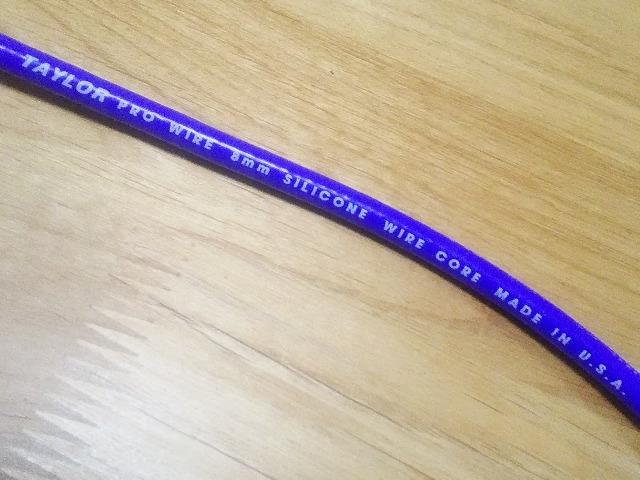 TAYLOR PRO WIRE 8mm SILICONE WIRE CORE MADE IN U.S.A.